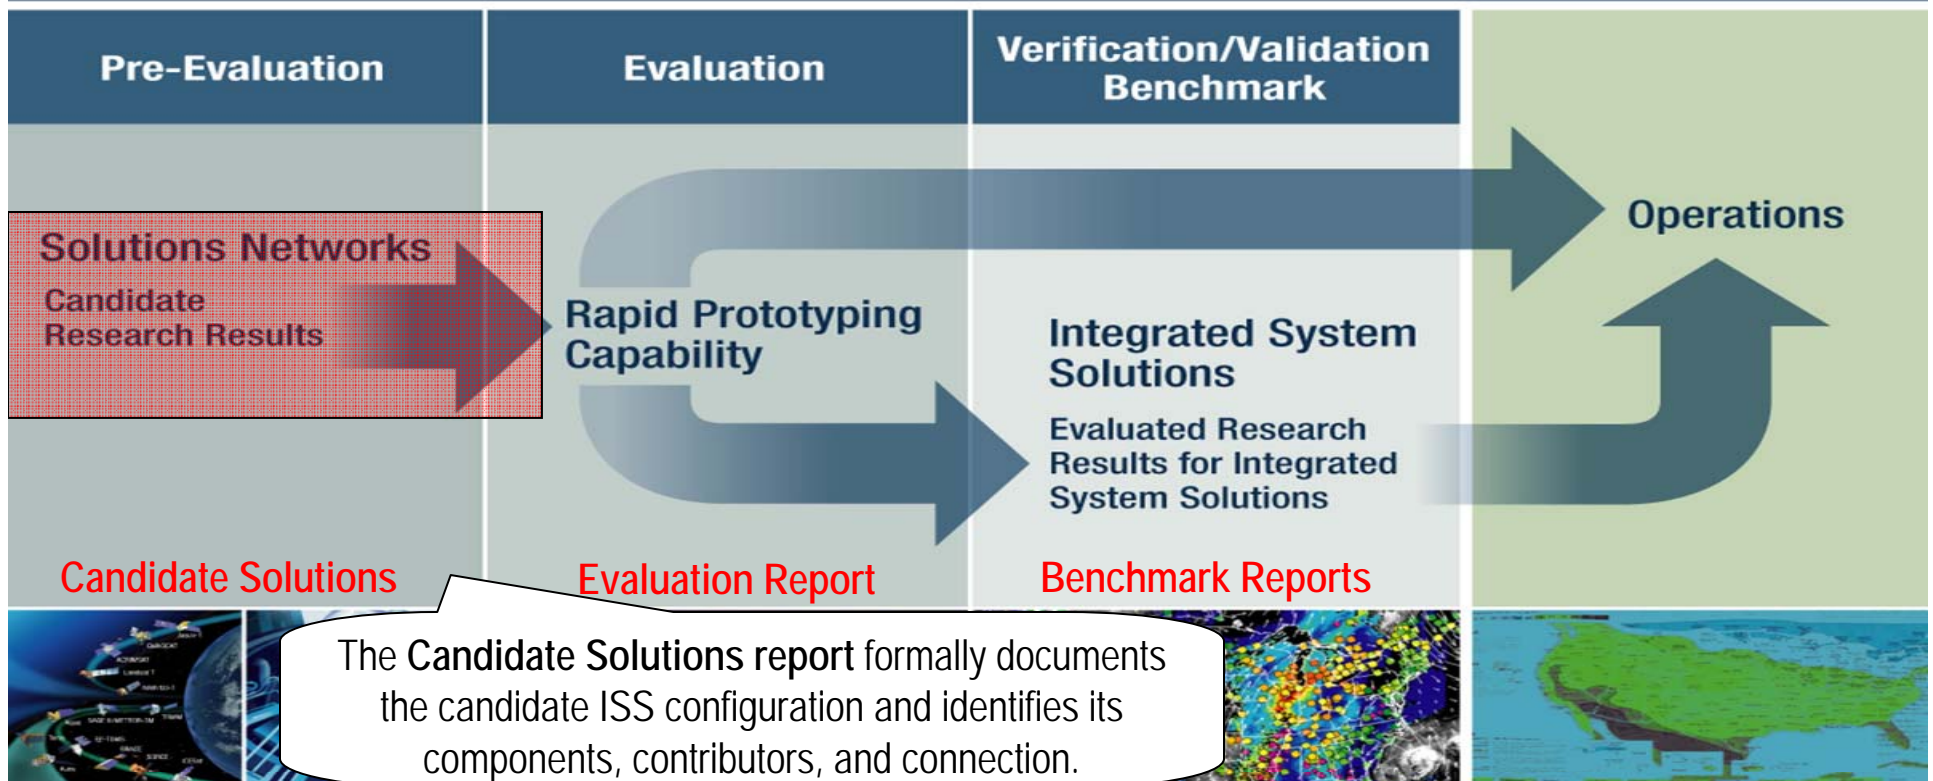 Pre-Evaluation
Evaluation
Verification/Validation
Benchmark
Solutions Networks
Candidate
Research Results
Rapid Prototyping
Capability
Integrated System
Solutions
Evaluated Research
Results for Integrated
System Solutions
Operations
Candidate Solutions
Evaluation Report
Benchmark Reports
The Candidate Solutions report formally documents
the candidate ISS configuration and identifies its
components, contributors, and connection.